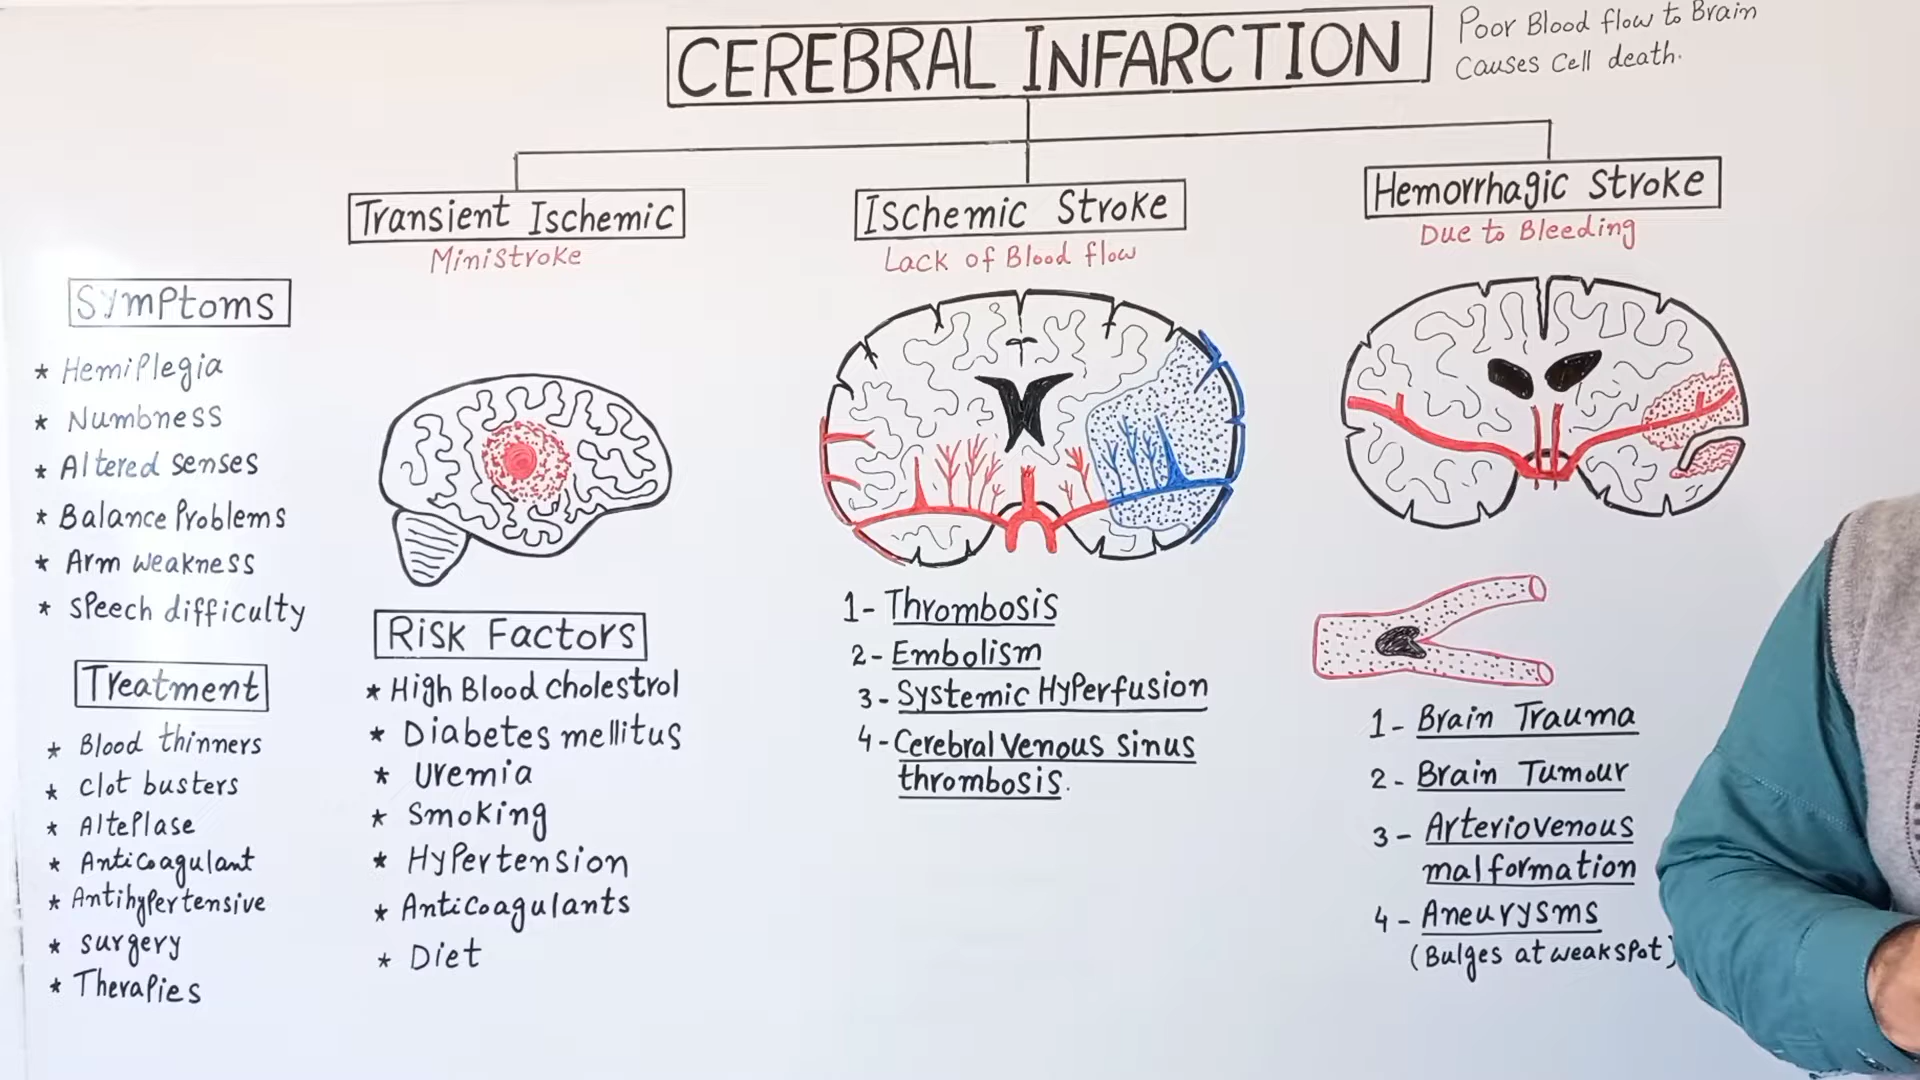 CEREBRAL INFARCTION
Poor Blood flow to Brain
Causes Cell death.
Transient Ischemic
MiniStroke
Ischemic Stroke
Lack of Blood flow
Hemorrhagic Stroke
Due to Bleeding
Symptoms
* Hemiplegia
* Numbness
* Altered senses
* Balance Problems
* Arm weakness
* Speech difficulty
Treatment
* Blood thinners
* Clot busters
* Alteplase
* Anticoagulant
* Antihypertensive
* surgery
* Therapies
Risk Factors
* High Blood cholestrol
* Diabetes mellitus
* Uremia
* Smoking
* Hypertension
* Anticoagulants
* Diet
1- Thrombosis
2- Embolism
3- Systemic Hyperfusion
4- Cerebral Venous sinus
thrombosis.
1- Brain Trauma
2- Brain Tumour
3- Arteriovenous
malformation
4- Aneurysms
(Bulges at weak spot)